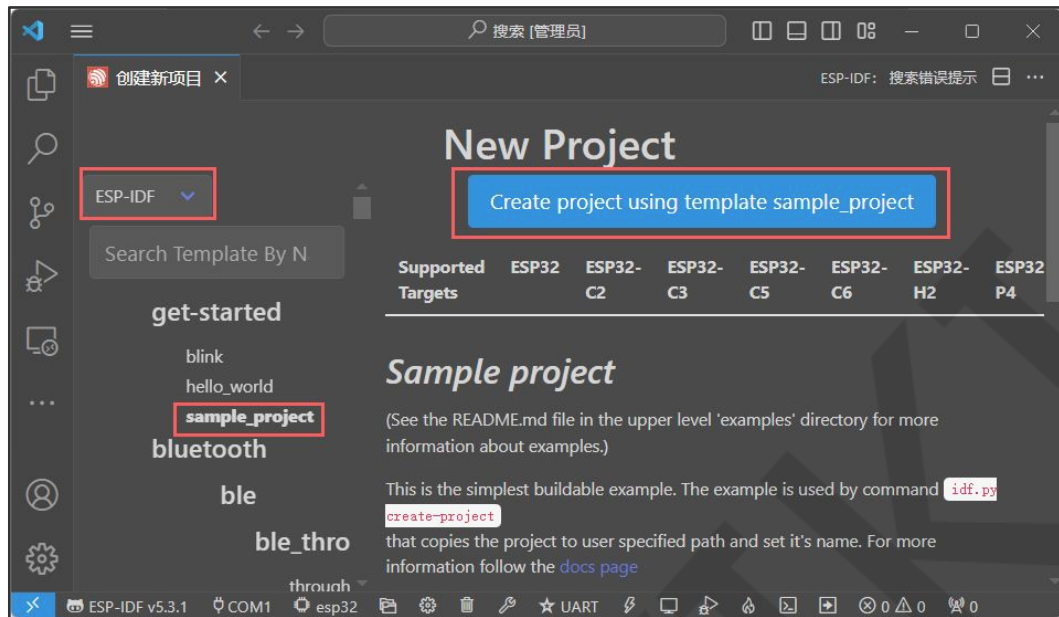 搜索 [管理员]
创建新项目
ESP-IDF: 搜索错误提示
New Project
ESP-IDF
Create project using template sample_project
Search Template By N
Supported Targets ESP32 ESP32-C2 ESP32-C3 ESP32-C5 ESP32-C6 ESP32-H2 ESP32 P4
get-started
blink
hello_world
sample_project
bluetooth
ble
ble_thro
through
Sample project
(See the README.md file in the upper level 'examples' directory for more
information about examples.)
This is the simplest buildable example. The example is used by command idf.py
create-project
that copies the project to user specified path and set it's name. For more
information follow the docs page
ESP-IDF v5.3.1 COM1 esp32 UART 0 0 0